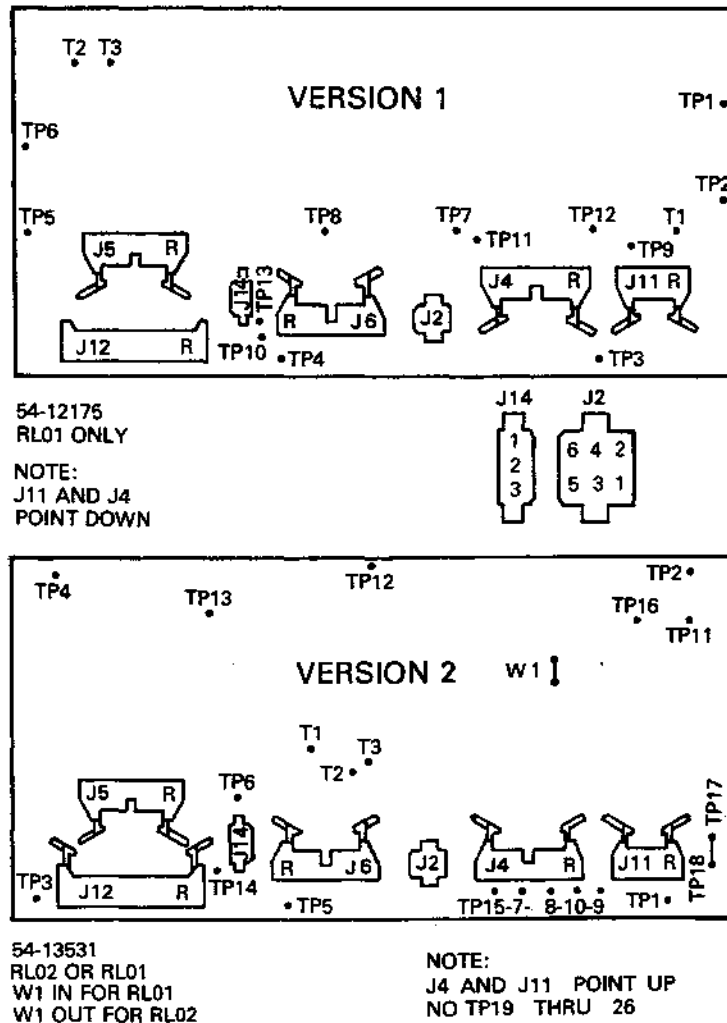 T2 T3
VERSION 1
TP1
TP6
TP2
TP5
TP8
TP7
TP11
TP12
T1
TP9
J5 R
J14
TP13
R J6
J2
J4 R
J11 R
J12 R
TP10
TP4
TP3
54-12175
RL01 ONLY
NOTE:
J11 AND J4
POINT DOWN
J14
1
2
3
J2
6 4 2
5 3 1
TP4
TP12
TP2
TP13
TP16
TP11
VERSION 2
W1
T1
T2
T3
J5 R
TP6
J14
TP17
TP18
R J6
J2
J4 R
J11 R
J12 R
TP3
TP14
TP5
TP15-7- 8-10-9
TP1
54-13531
RL02 OR RL01
W1 IN FOR RL01
W1 OUT FOR RL02
NOTE:
J4 AND J11 POINT UP
NO TP19 THRU 26